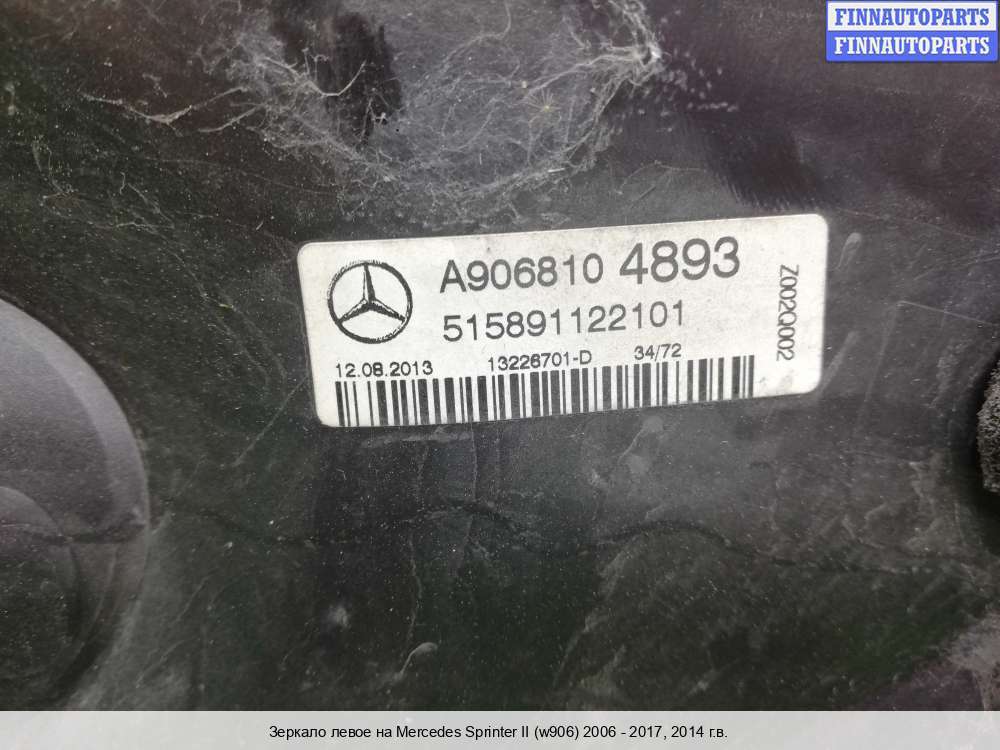 FINNAUTOPARTS
FINNAUTOPARTS
A906810 4893
515891122101
12.08.2013 13226701-D 34/72
Z002Q002
Зеркало левое на Mercedes Sprinter II (w906) 2006 - 2017, 2014 г.в.